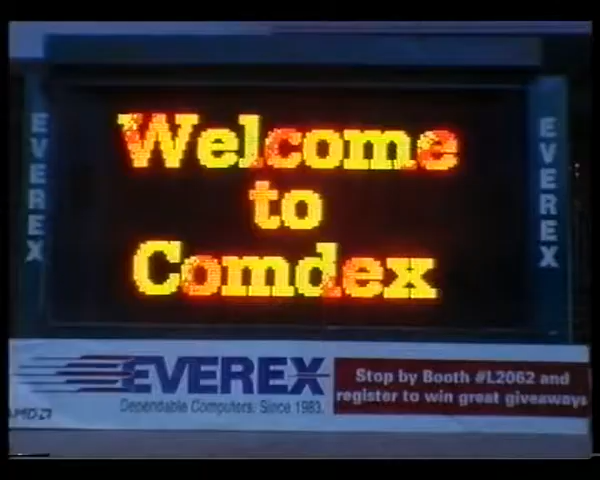 Welcome
to
Comdex
EVEREX
EVEREX
EVEREX
Dependable Computers. Since 1983.
Stop by Booth #L2062 and
register to win great giveaways
AMD